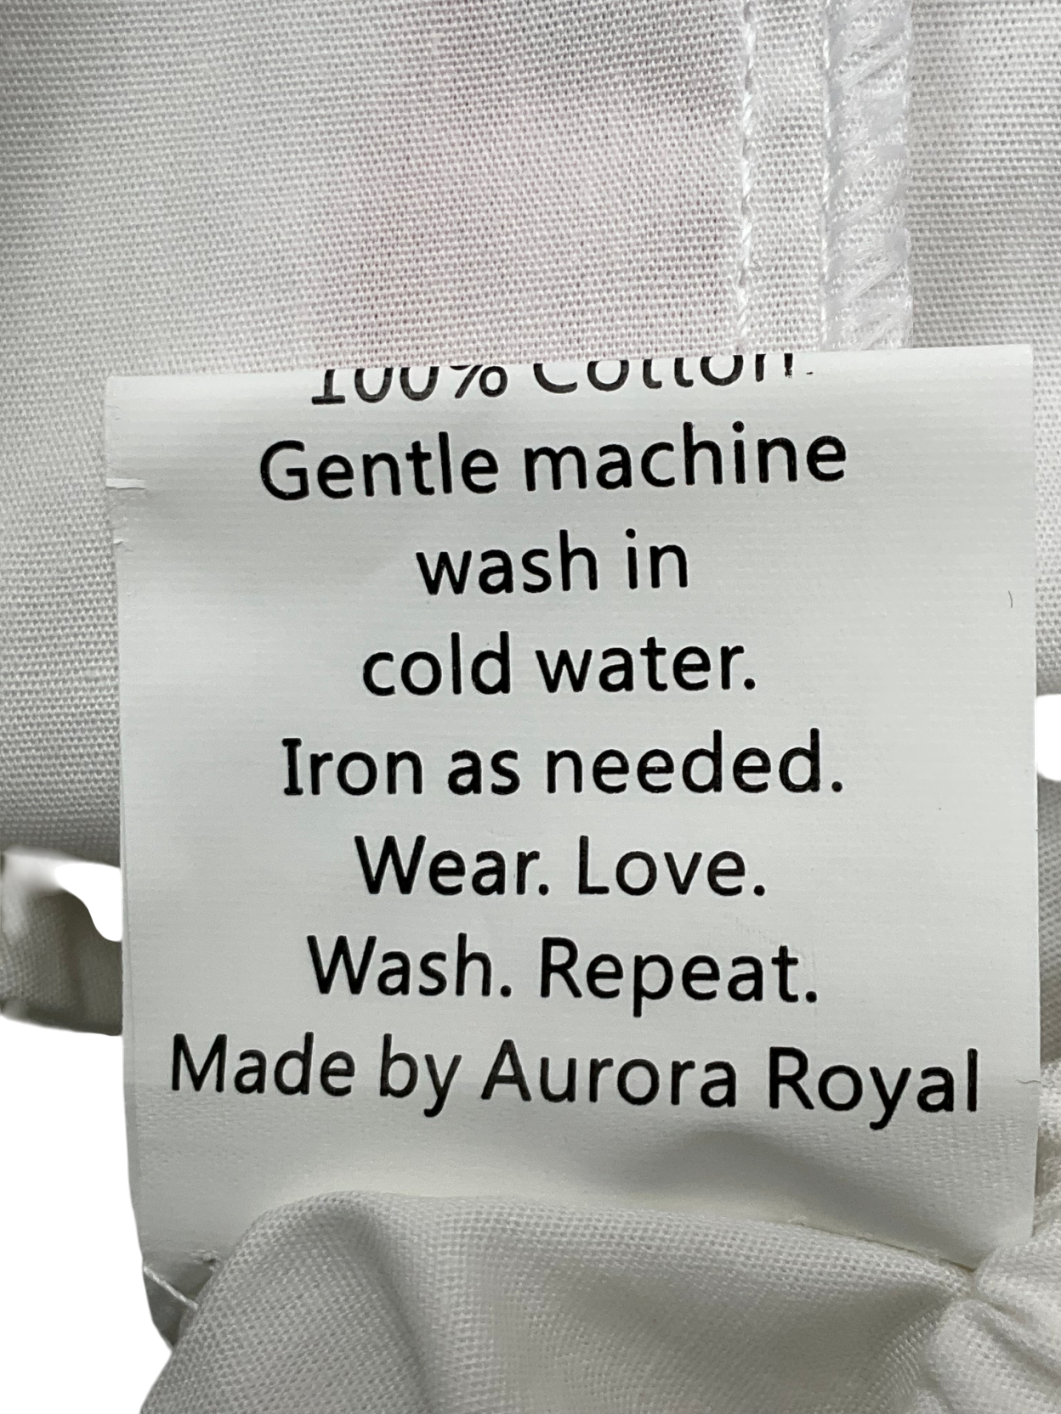 100% Cotton.
Gentle machine
wash in
cold water.
Iron as needed.
Wear. Love.
Wash. Repeat.
Made by Aurora Royal